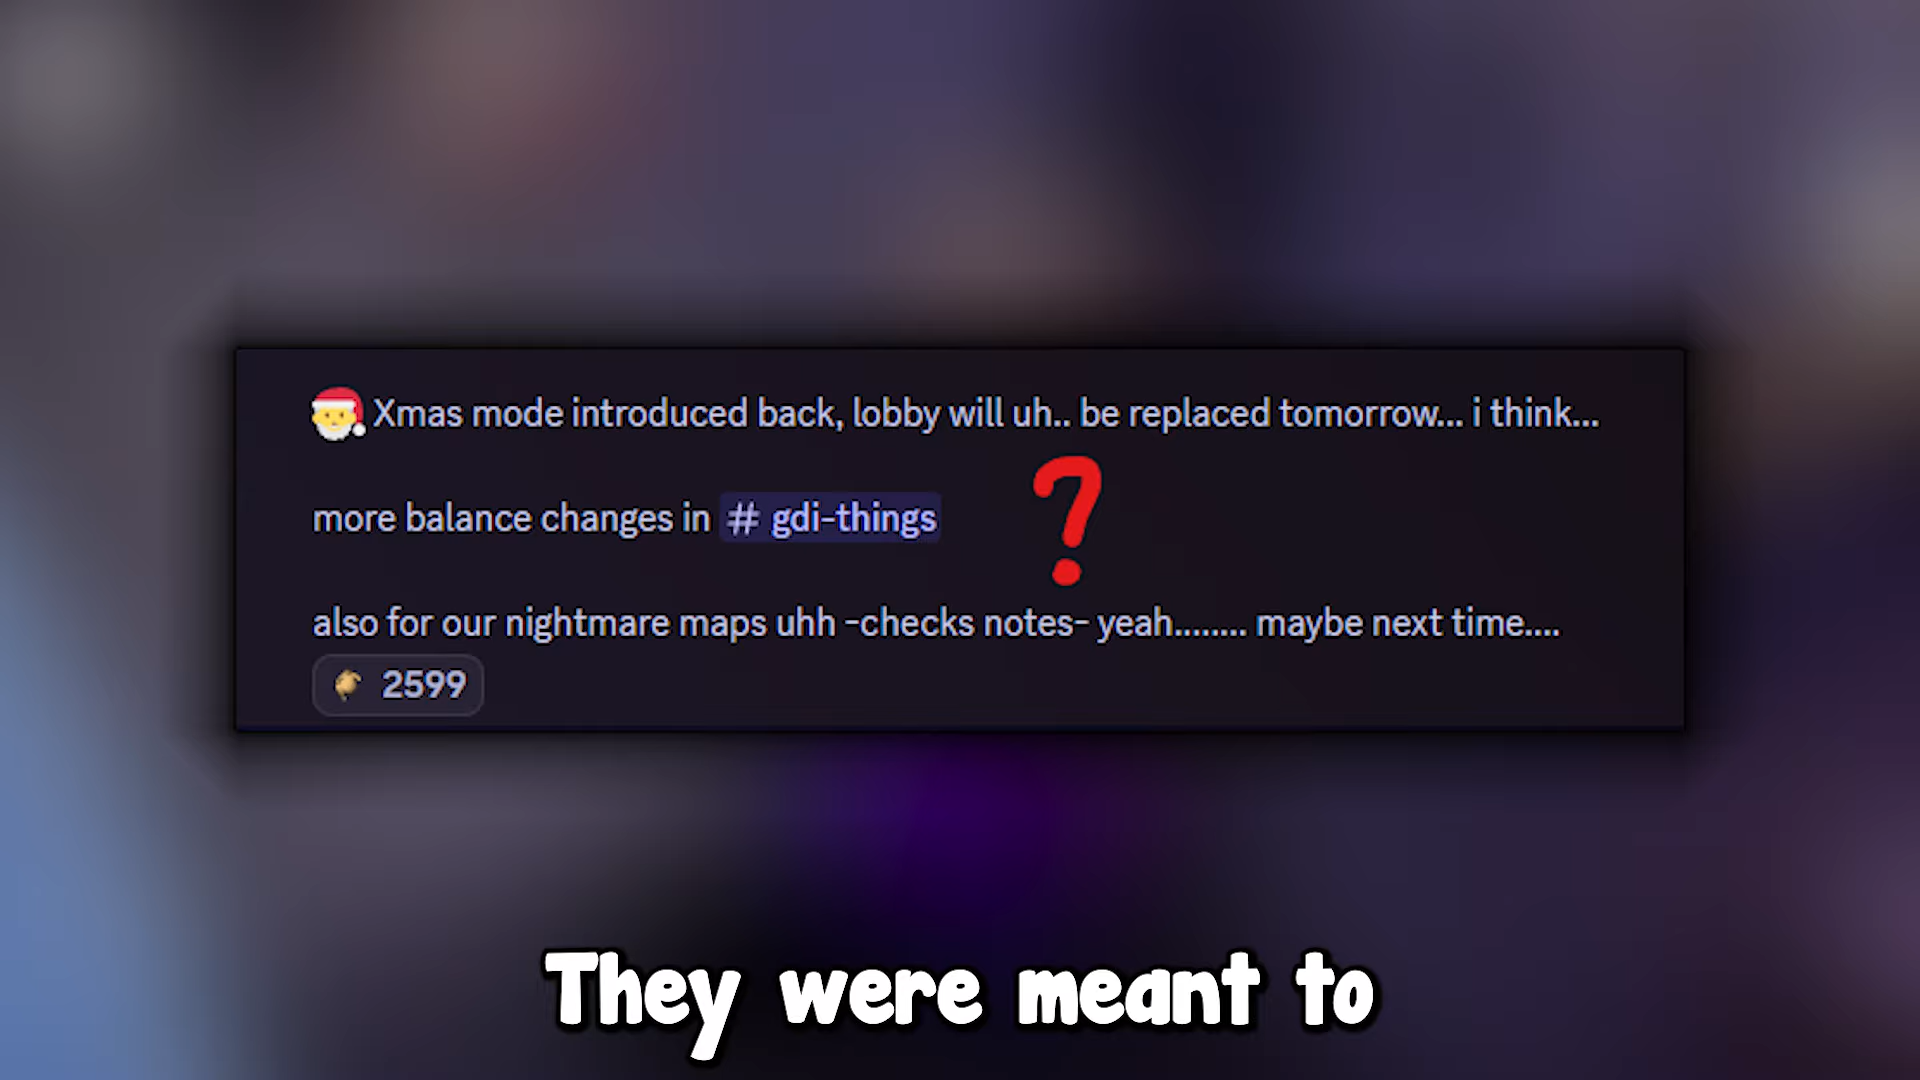 🎅 Xmas mode introduced back, lobby will uh.. be replaced tomorrow... i think...
more balance changes in # gdi-things
?
also for our nightmare maps uhh -checks notes- yeah........ maybe next time....
2599
They were meant to